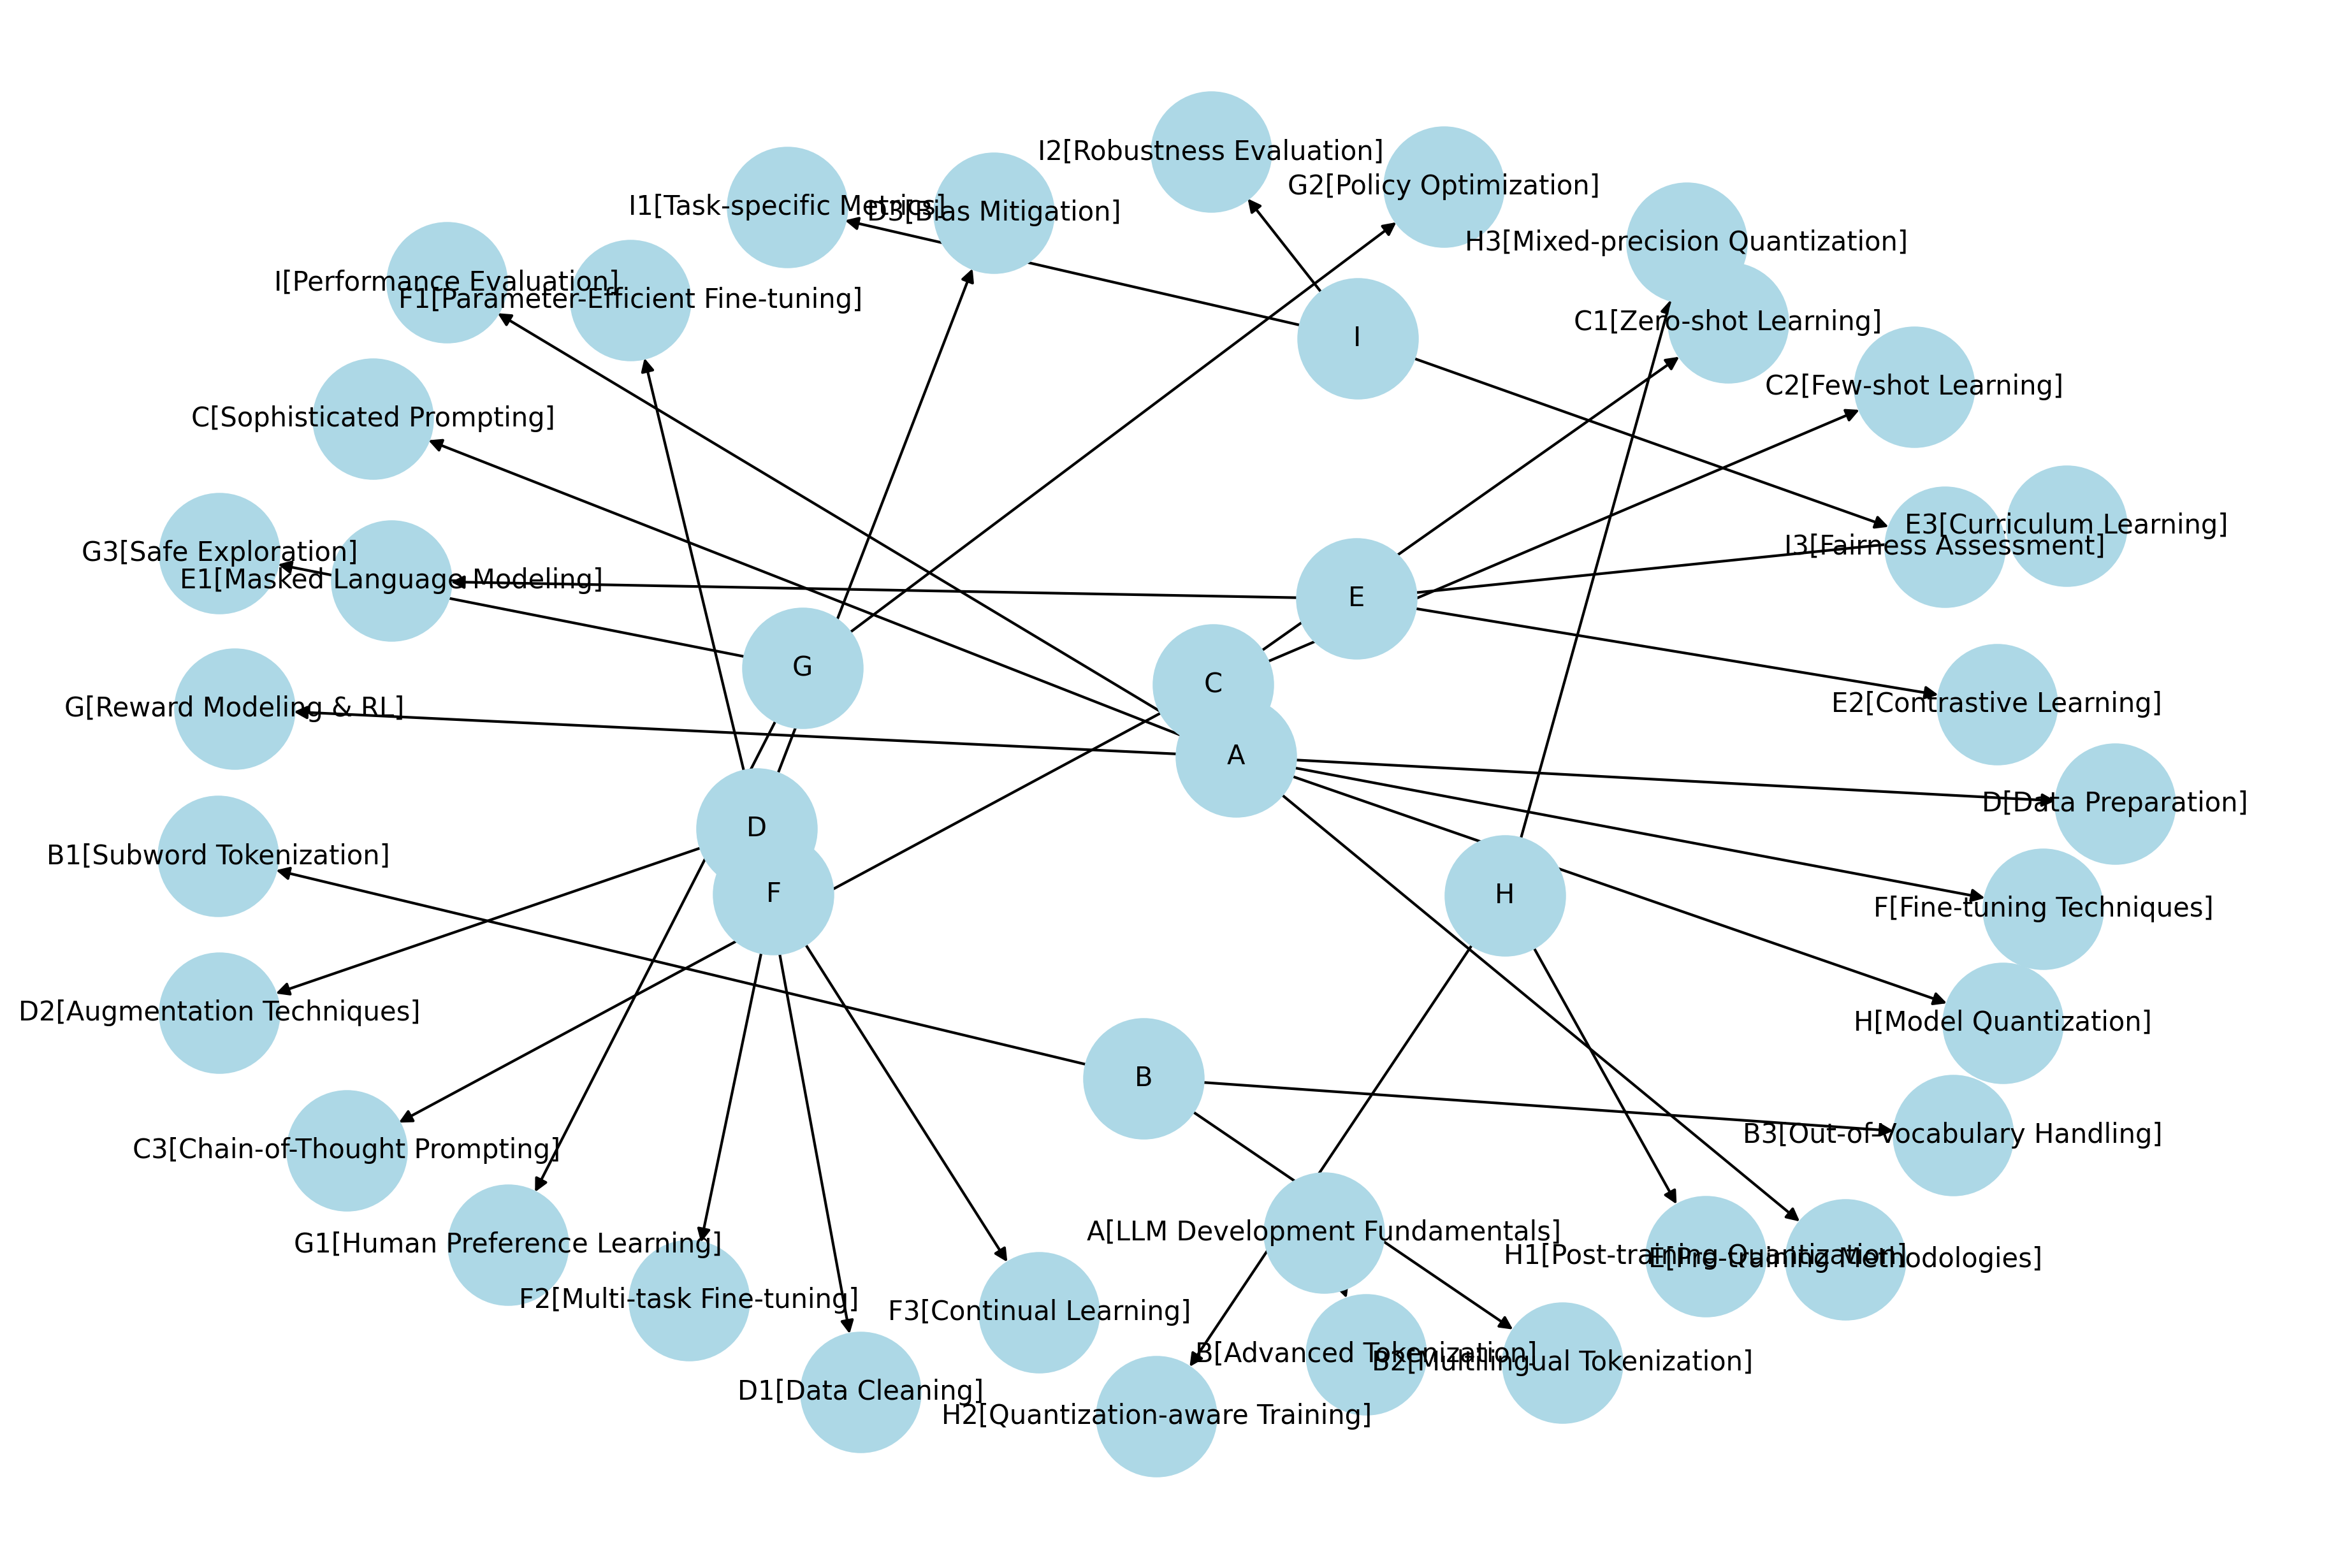 I2[Robustness Evaluation]
G2[Policy Optimization]
I1[Task-specific Metrics]
D3[Bias Mitigation]
H3[Mixed-precision Quantization]
I[Performance Evaluation]
F1[Parameter-Efficient Fine-tuning]
C1[Zero-shot Learning]
I
C2[Few-shot Learning]
C[Sophisticated Prompting]
E3[Curriculum Learning]
I3[Fairness Assessment]
G3[Safe Exploration]
E1[Masked Language Modeling]
E
G
C
E2[Contrastive Learning]
G[Reward Modeling & RL]
A
D[Data Preparation]
D
B1[Subword Tokenization]
F
H
F[Fine-tuning Techniques]
D2[Augmentation Techniques]
H[Model Quantization]
B
B3[Out-of-Vocabulary Handling]
C3[Chain-of-Thought Prompting]
A[LLM Development Fundamentals]
G1[Human Preference Learning]
H1[Post-training Quantization]
E[Pre-training Methodologies]
F2[Multi-task Fine-tuning]
F3[Continual Learning]
B[Advanced Tokenization]
B2[Multilingual Tokenization]
D1[Data Cleaning]
H2[Quantization-aware Training]